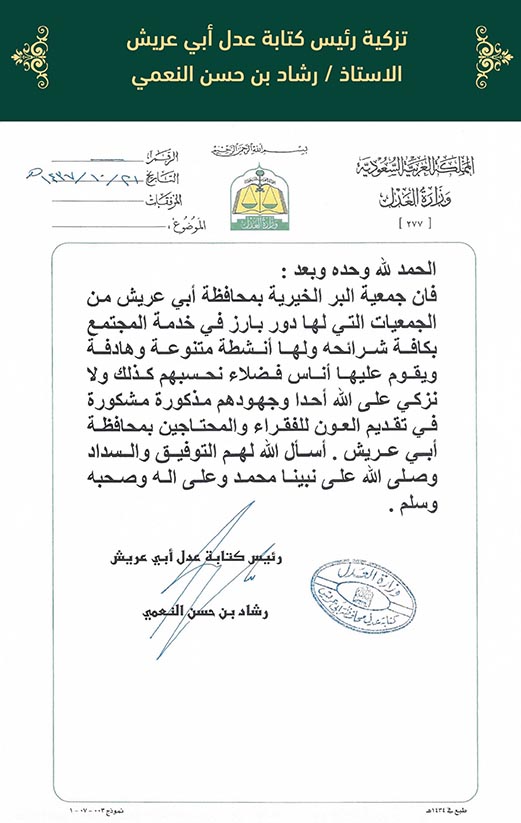 تزكية رئيس كتابة عدل أبي عريش
الاستاذ / رشاد بن حسن النعمي
بسم الله الرحمن الرحيم
المملكة العربية السعودية
وزارة العدل
[ ٢٧٧ ]
وزارة العدل
الرقم:
التاريخ: ١٤٣٧/١٠/٢١هـ
المرفقات:
الموضوع:
الحمد لله وحده وبعد :
فان جمعية البر الخيرية بمحافظة أبي عريش من
الجمعيات التي لها دور بارز في خدمة المجتمع
بكافة شرائحه ولها أنشطة متنوعة وهادفة
ويقوم عليها أناس فضلاء نحسبهم كذلك ولا
نزكي على الله أحدا وجهودهم مذكورة مشكورة
في تقديم العون للفقراء والمحتاجين بمحافظة
أبي عريش . أسأل الله لهم التوفيق والسداد
وصلى الله على نبينا محمد وعلى اله وصحبه
وسلم .
رئيس كتابة عدل أبي عريش
رشاد بن حسن النعمي
وزارة العدل
كتابة عدل محافظة أبي عريش
طبع في ١٤٣٤هـ
نموذج ٠٠٣ - ٠٧ - ١